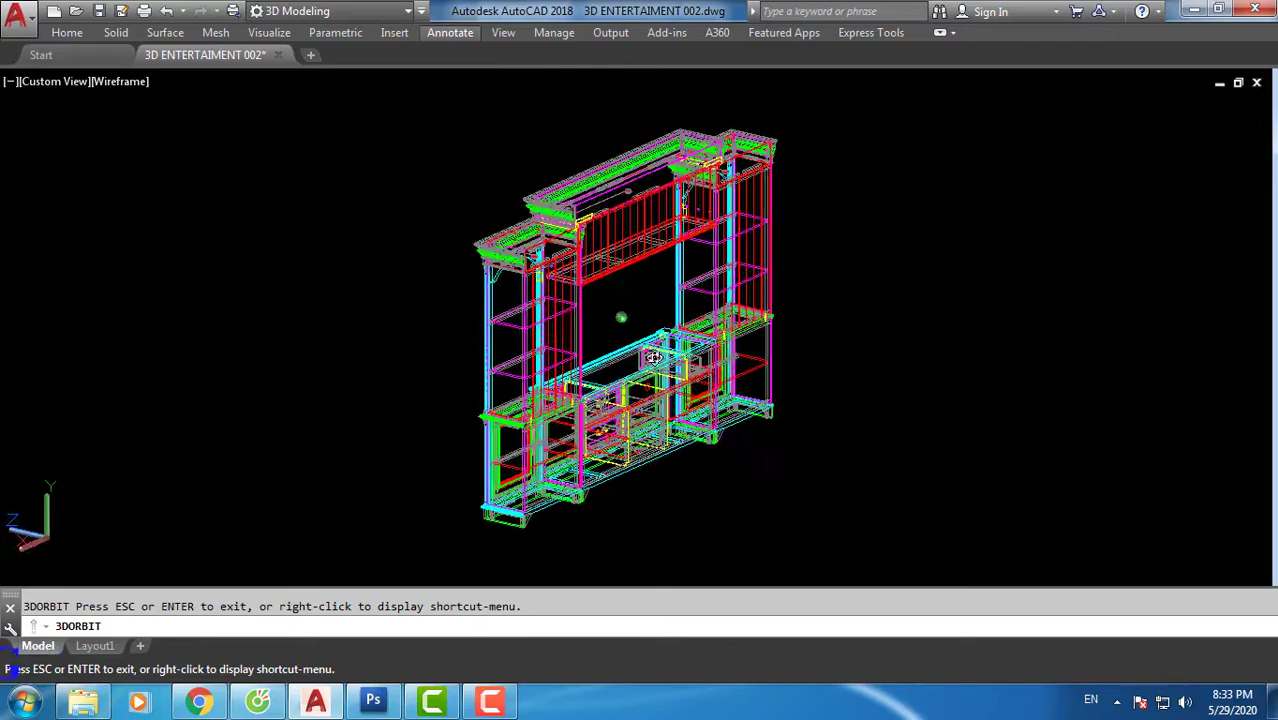 3D Modeling
Autodesk AutoCAD 2018   3D ENTERTAIMENT 002.dwg
Type a keyword or phrase
Sign In
Home Solid Surface Mesh Visualize Parametric Insert Annotate View Manage Output Add-ins A360 Featured Apps Express Tools
Start
3D ENTERTAIMENT 002*
[−][Custom View][Wireframe]
Y
Z
3DORBIT Press ESC or ENTER to exit, or right-click to display shortcut-menu.
3DORBIT
Model
Layout1
Press ESC or ENTER to exit, or right-click to display shortcut-menu.
Ps
EN
8:33 PM
5/29/2020